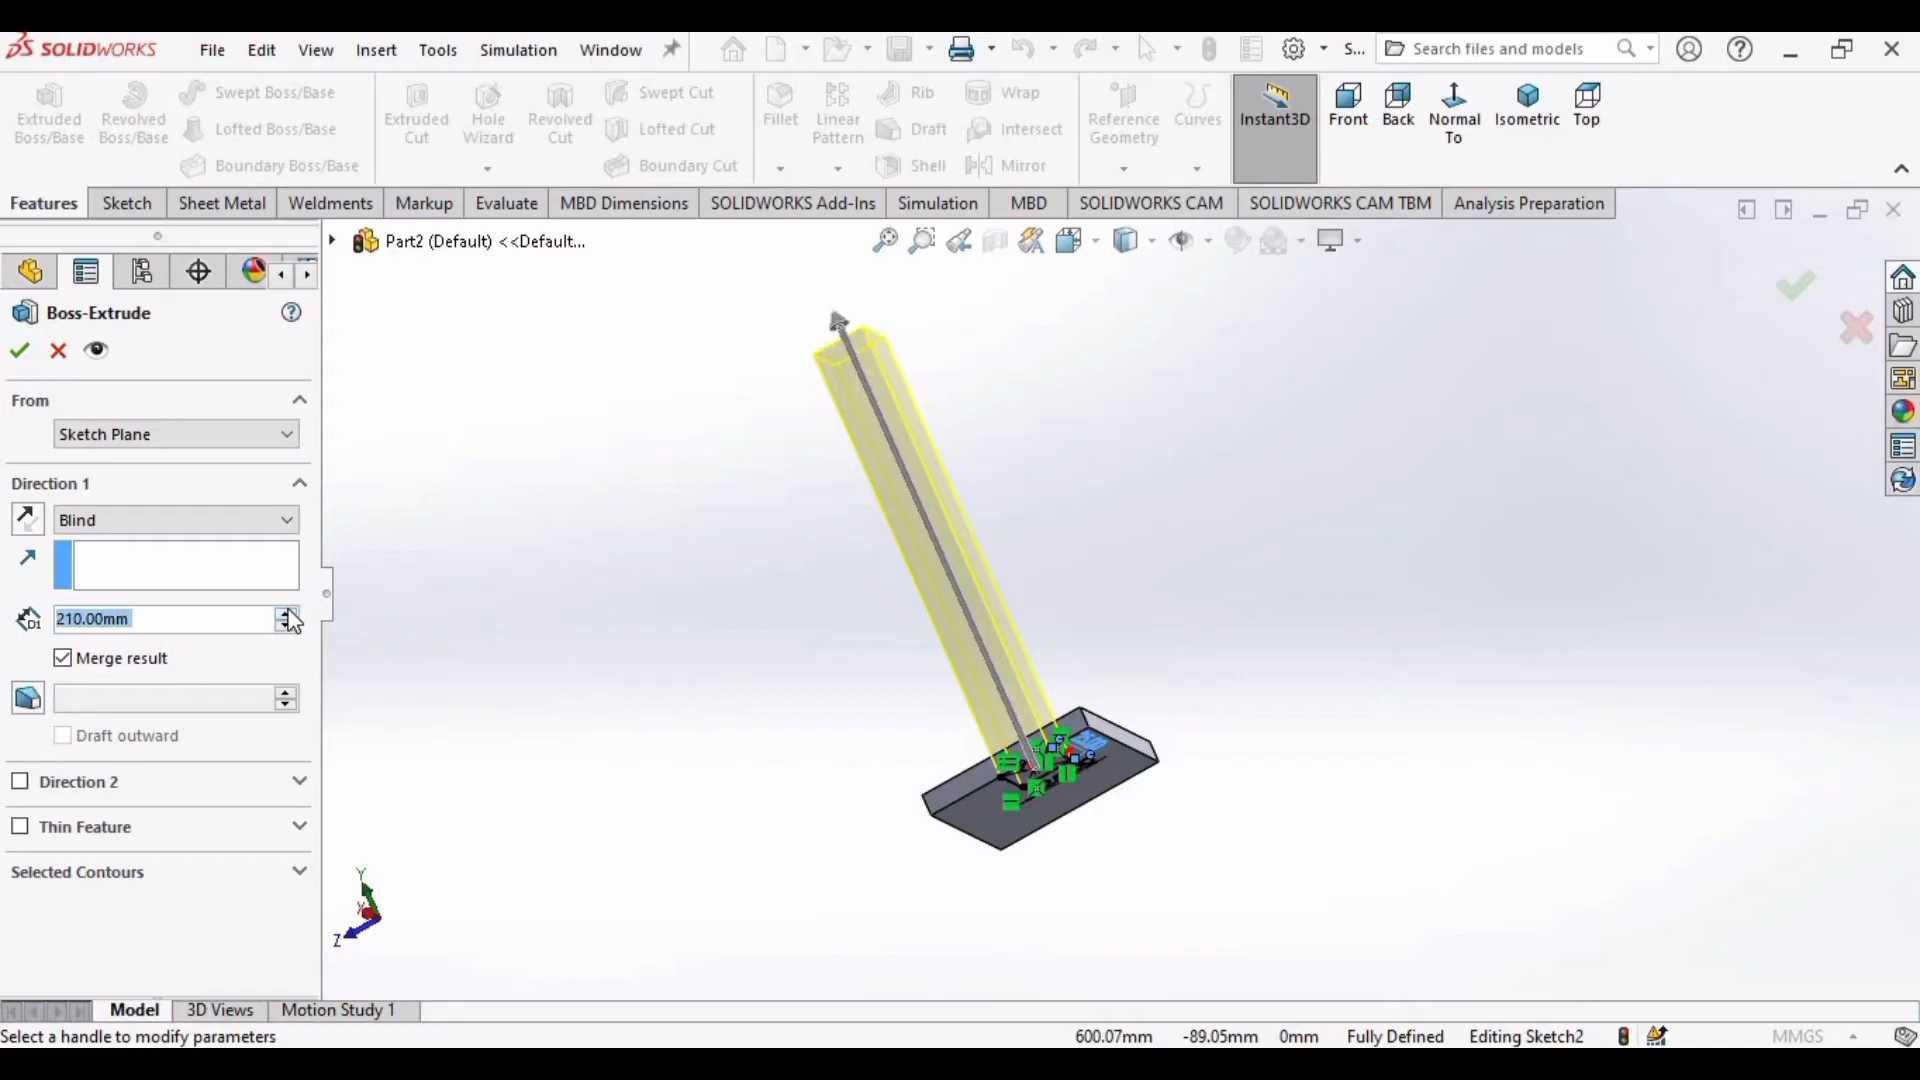 SOLIDWORKS File Edit View Insert Tools Simulation Window S... Search files and models
Extruded Boss/Base
Revolved Boss/Base
Swept Boss/Base
Lofted Boss/Base
Boundary Boss/Base
Extruded Cut
Hole Wizard
Revolved Cut
Swept Cut
Lofted Cut
Boundary Cut
Fillet
Linear Pattern
Rib
Draft
Shell
Wrap
Intersect
Mirror
Reference Geometry
Curves
Instant3D
Front
Back
Normal To
Isometric
Top
Features Sketch Sheet Metal Weldments Markup Evaluate MBD Dimensions SOLIDWORKS Add-Ins Simulation MBD SOLIDWORKS CAM SOLIDWORKS CAM TBM Analysis Preparation
Part2 (Default) <<Default...
Boss-Extrude
From
Sketch Plane
Direction 1
Blind
D1 210.00mm
Merge result
Draft outward
Direction 2
Thin Feature
Selected Contours
Y
X
Z
Model 3D Views Motion Study 1
Select a handle to modify parameters 600.07mm -89.05mm 0mm Fully Defined Editing Sketch2 MMGS